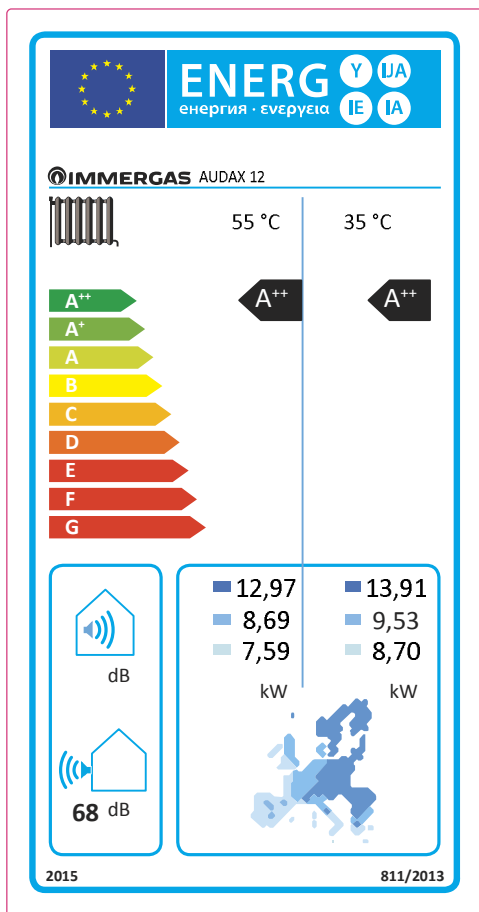 ENERG Y IJA
енергия · ενεργεια IE IA
IMMERGAS AUDAX 12
55 °C 35 °C
A++ A++ A++
A+
A
B
C
D
E
F
G
12,97 13,91
8,69 9,53
7,59 8,70
kW kW
dB
68 dB
2015 811/2013